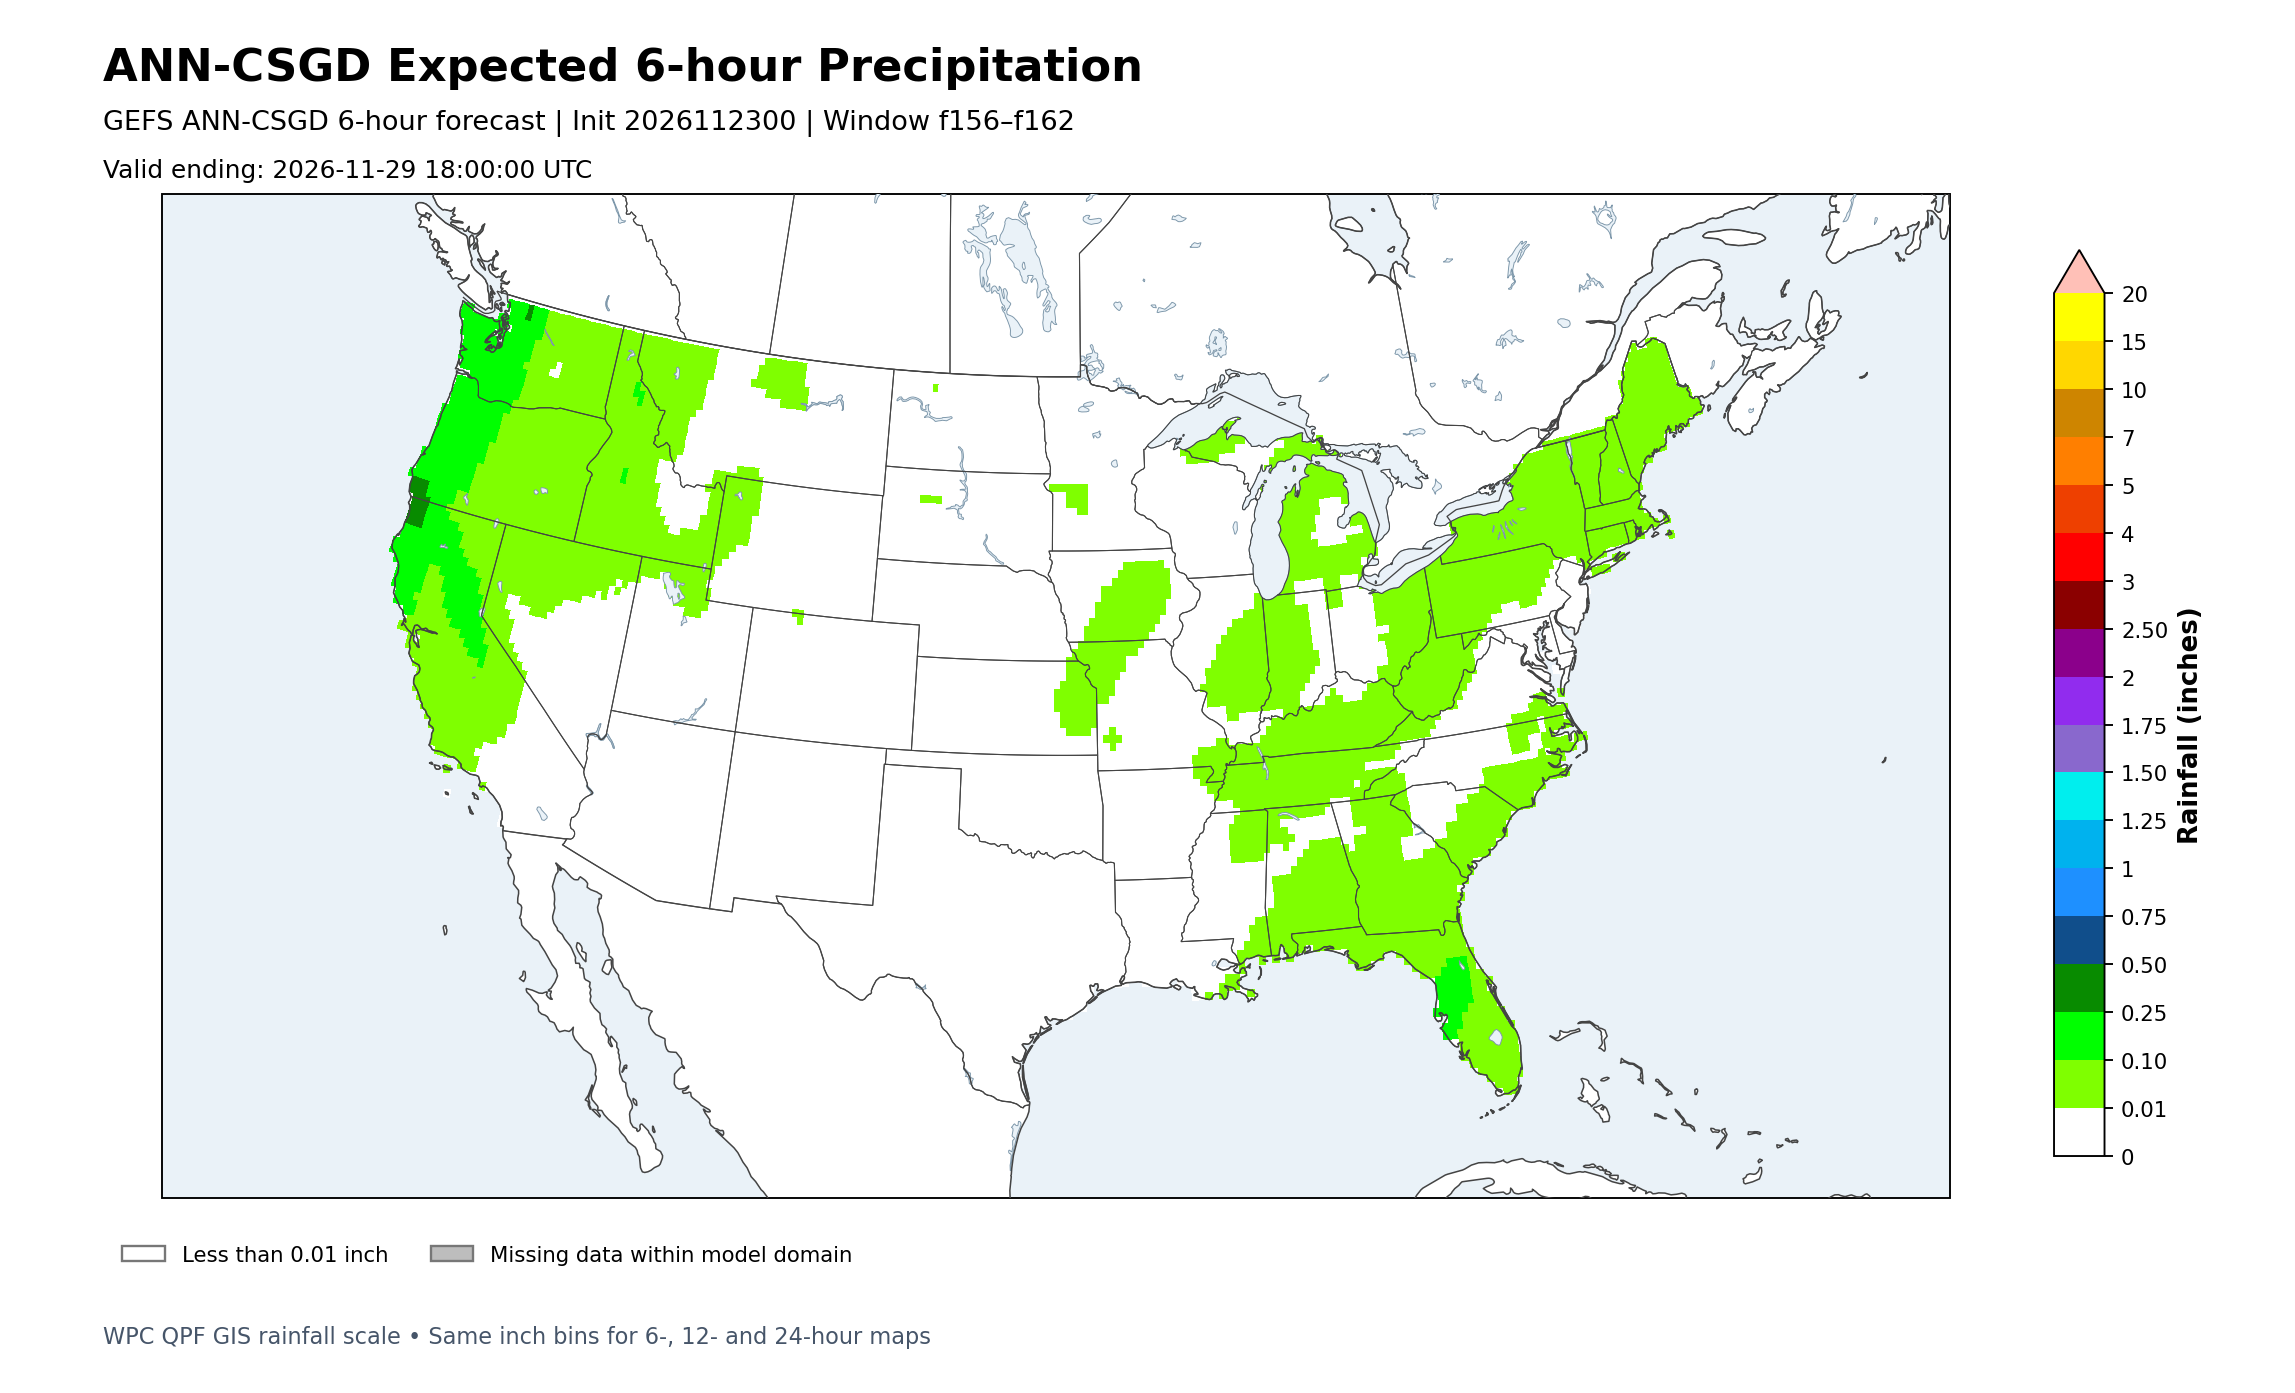 ANN-CSGD Expected 6-hour Precipitation
GEFS ANN-CSGD 6-hour forecast | Init 2026112300 | Window f156–f162
Valid ending: 2026-11-29 18:00:00 UTC
20
15
10
7
5
4
3
2.50
2
1.75
1.50
1.25
1
0.75
0.50
0.25
0.10
0.01
0
Rainfall (inches)
Less than 0.01 inch
Missing data within model domain
WPC QPF GIS rainfall scale • Same inch bins for 6-, 12- and 24-hour maps